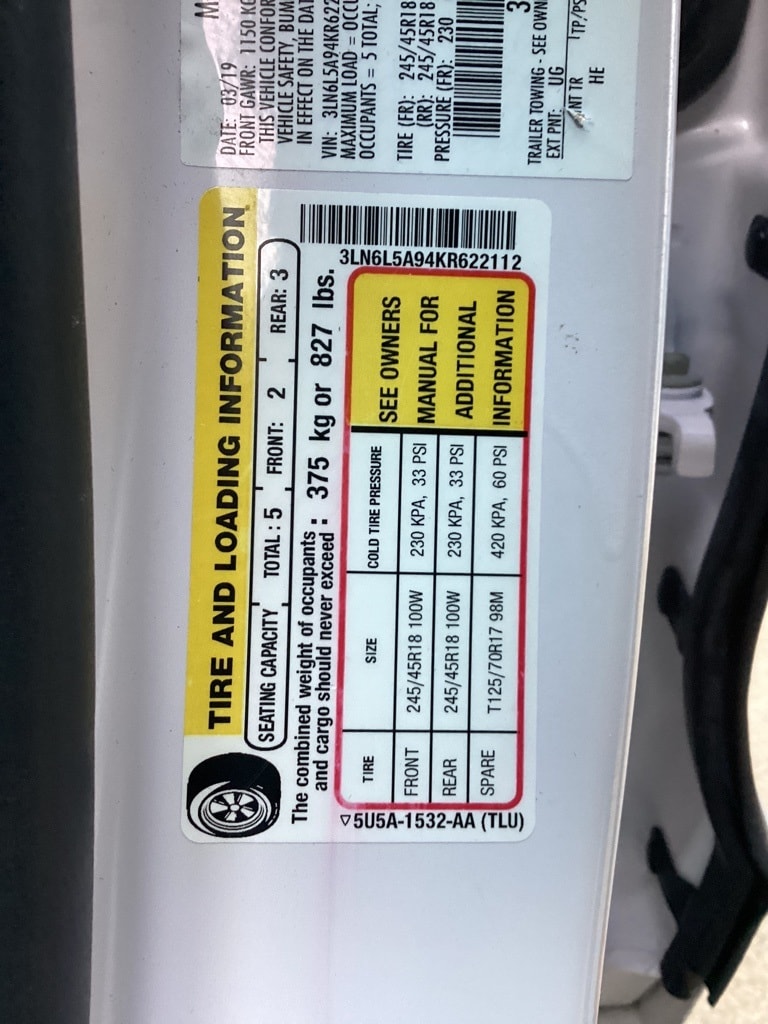 M
DATE: 03/19
FRONT GAWR: 1150 KG
THIS VEHICLE CONFOR
VEHICLE SAFETY, BUM
IN EFFECT ON THE DAT
VIN: 3LN6L5A94KR622
MAXIMUM LOAD = OCCU
OCCUPANTS = 5 TOTAL;
TIRE (FR): 245/45R18
(RR): 245/45R18
PRESSURE (FR): 230
3
TRAILER TOWING - SEE OWN
EXT PNT: UG
INT TR TP/PS
HE
TIRE AND LOADING INFORMATION
SEATING CAPACITY TOTAL : 5 FRONT: 2 REAR: 3
The combined weight of occupants
and cargo should never exceed : 375 kg or 827 lbs.
3LN6L5A94KR622112
TIRE SIZE COLD TIRE PRESSURE
FRONT 245/45R18 100W 230 KPA, 33 PSI
REAR 245/45R18 100W 230 KPA, 33 PSI
SPARE T125/70R17 98M 420 KPA, 60 PSI
SEE OWNERS
MANUAL FOR
ADDITIONAL
INFORMATION
▽5U5A-1532-AA (TLU)